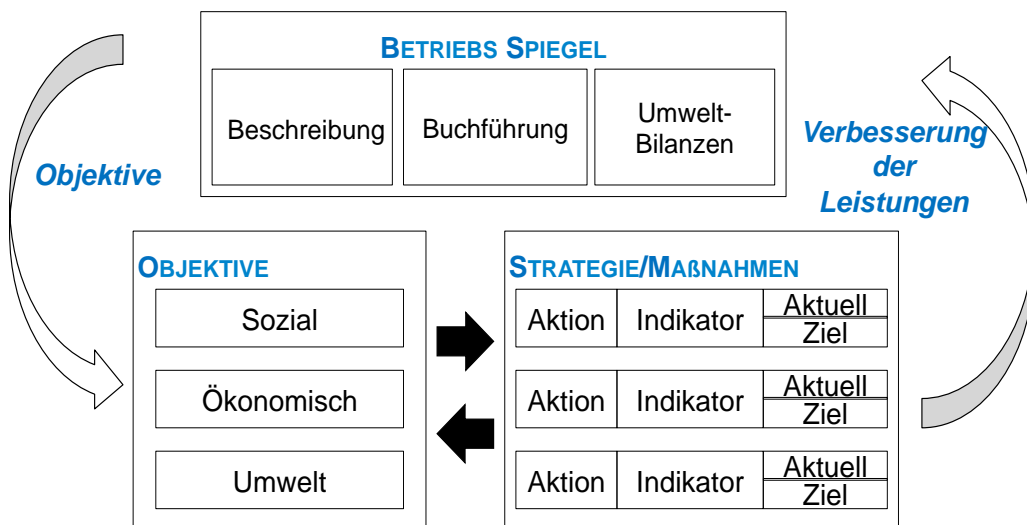 BETRIEBS SPIEGEL
Beschreibung
Buchführung
Umwelt-
Bilanzen
Objektive
Verbesserung
der
Leistungen
OBJEKTIVE
Sozial
Ökonomisch
Umwelt
STRATEGIE/MAßNAHMEN
Aktion Indikator Aktuell
Ziel
Aktion Indikator Aktuell
Ziel
Aktion Indikator Aktuell
Ziel